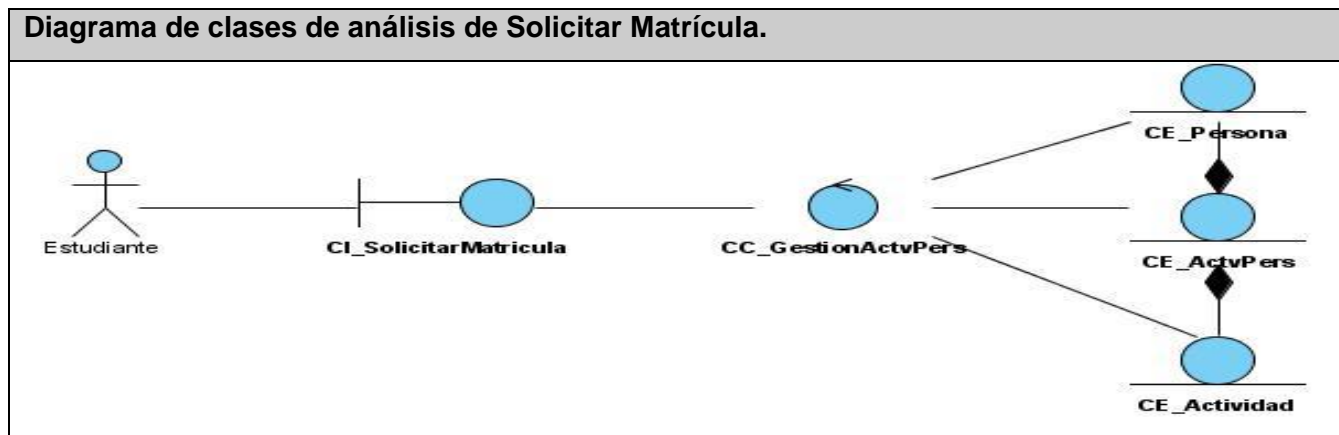 Diagrama de clases de análisis de Solicitar Matrícula.
CE_Persona
Estudiante
CI_SolicitarMatricula
CC_GestionActvPers
CE_ActvPers
CE_Actividad